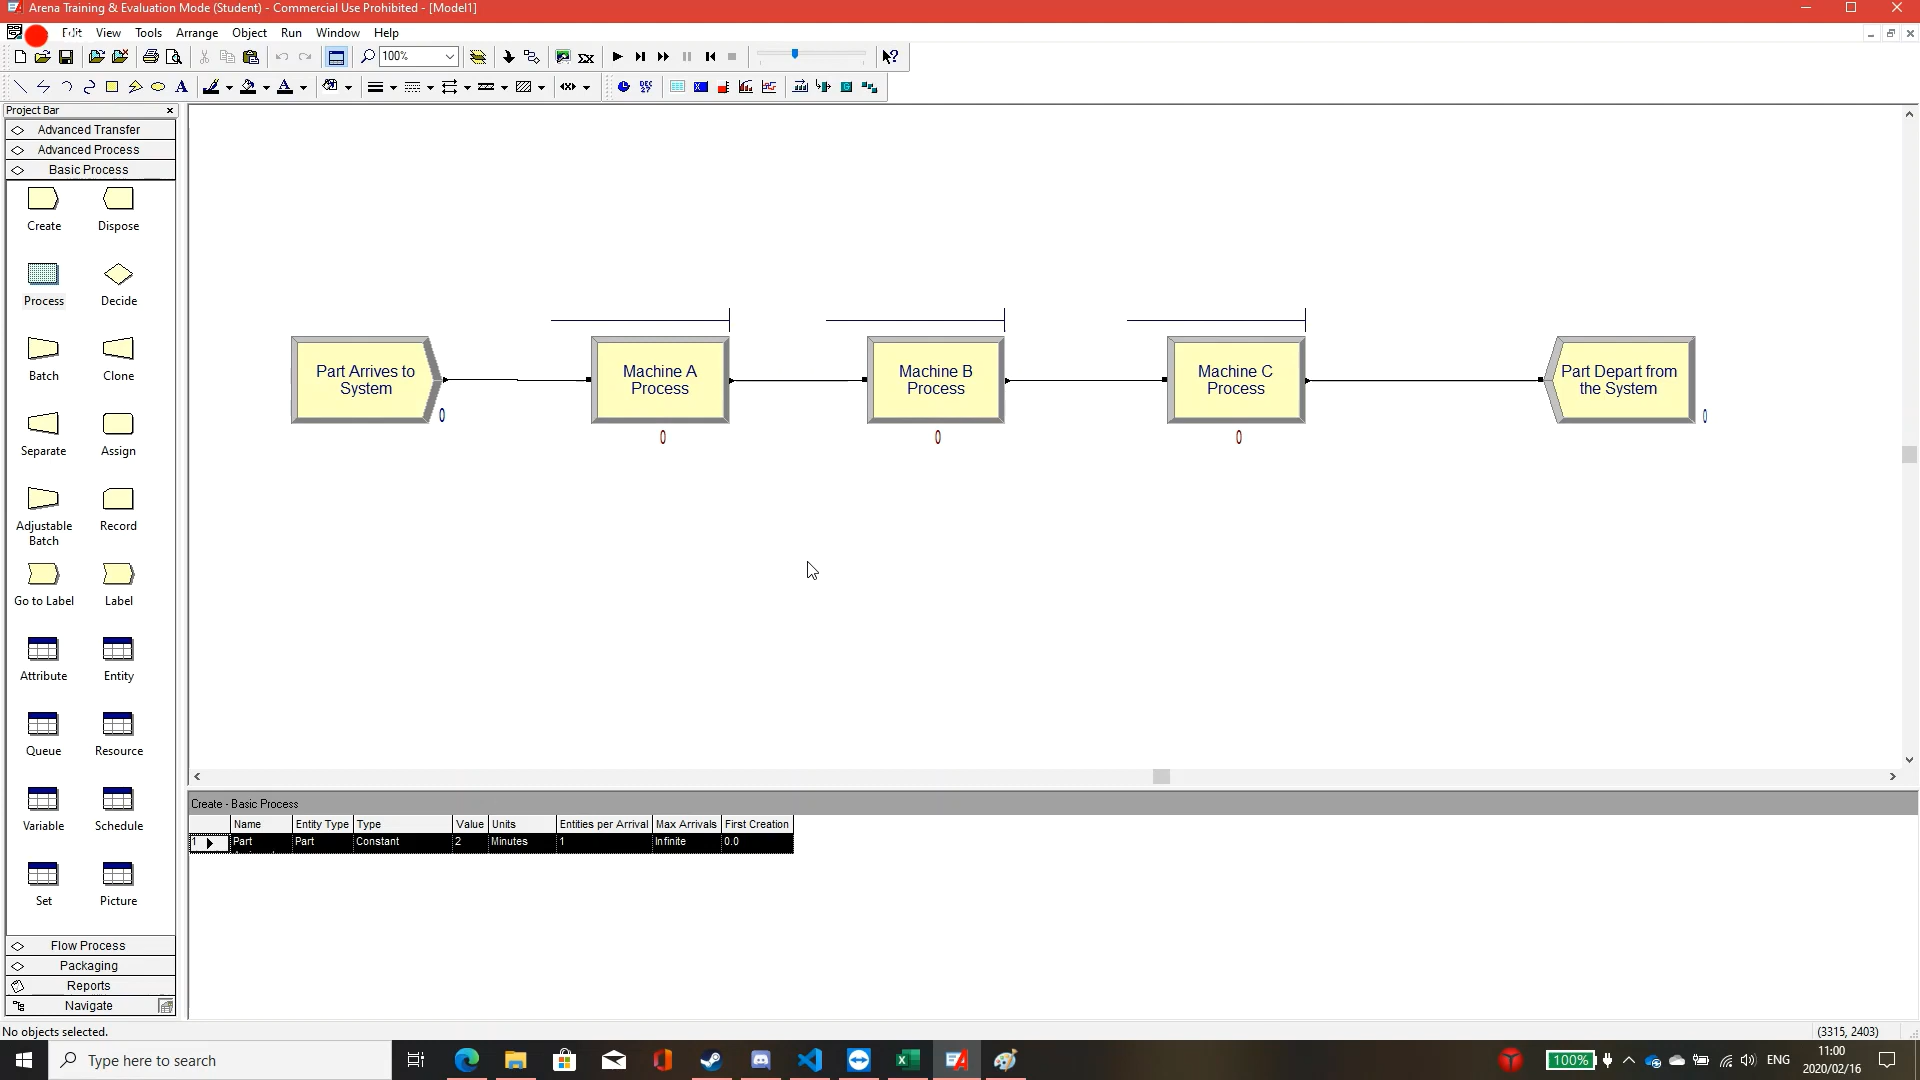 Arena Training & Evaluation Mode (Student) - Commercial Use Prohibited - [Model1]
Edit View Tools Arrange Object Run Window Help
100%
A A DEC 27
Project Bar
Advanced Transfer
Advanced Process
Basic Process
Create Dispose
Process Decide
Batch Clone
Separate Assign
Adjustable Batch Record
Go to Label Label
Attribute Entity
Queue Resource
Variable Schedule
Set Picture
Flow Process
Packaging
Reports
Navigate
Part Arrives to
System
0
Machine A
Process
0
Machine B
Process
0
Machine C
Process
0
Part Depart from
the System
0
Create - Basic Process
Name Entity Type Type Value Units Entities per Arrival Max Arrivals First Creation
1 Part Part Constant 2 Minutes 1 Infinite 0.0
No objects selected.
(3315, 2403)
Type here to search
100%
ENG
11:00
2020/02/16